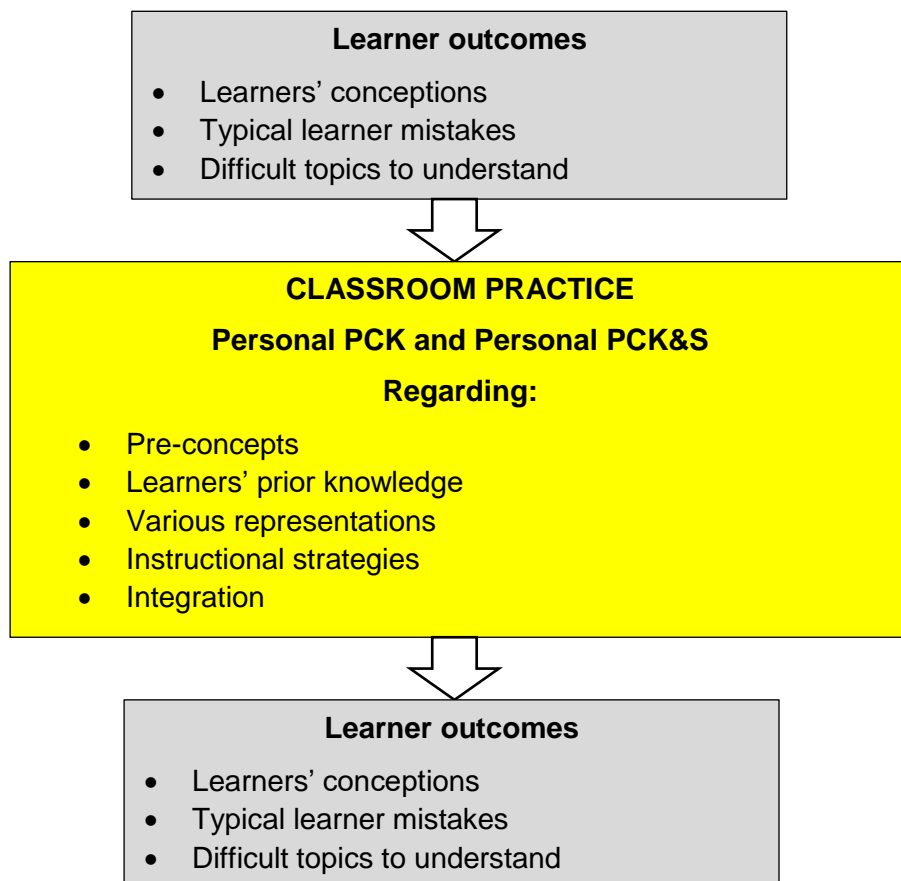 Learner outcomes
• Learners’ conceptions
• Typical learner mistakes
• Difficult topics to understand
CLASSROOM PRACTICE
Personal PCK and Personal PCK&S
Regarding:
• Pre-concepts
• Learners’ prior knowledge
• Various representations
• Instructional strategies
• Integration
Learner outcomes
• Learners’ conceptions
• Typical learner mistakes
• Difficult topics to understand